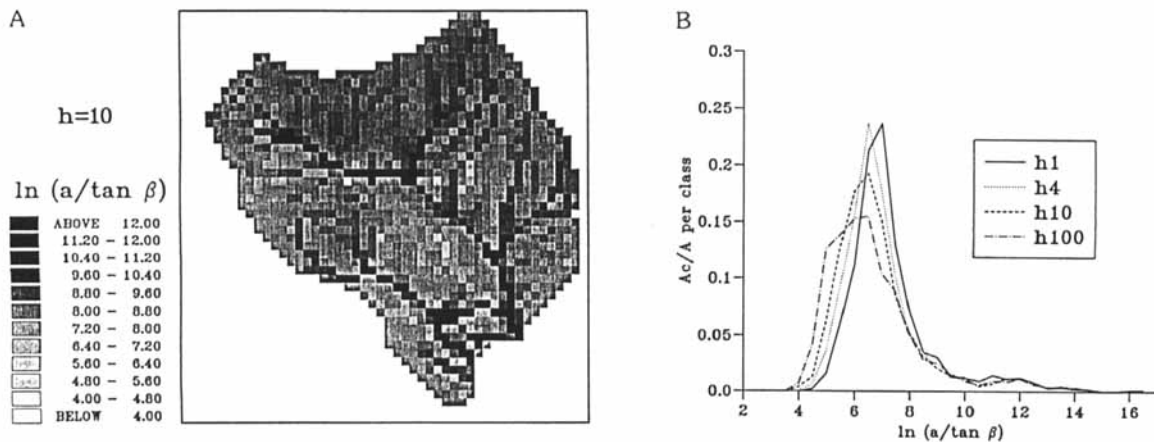 A
h=10
ln (a/tan β)
ABOVE 12.00
11.20 – 12.00
10.40 – 11.20
9.60 – 10.40
8.80 – 9.60
8.00 – 8.80
7.20 – 8.00
6.40 – 7.20
5.60 – 6.40
4.80 – 5.60
4.00 – 4.80
BELOW 4.00
B
Ac/A per class
0.3
0.25
0.2
0.15
0.1
0.05
0.0
h1
h4
h10
h100
2 4 6 8 10 12 14 16
ln (a/tan β)